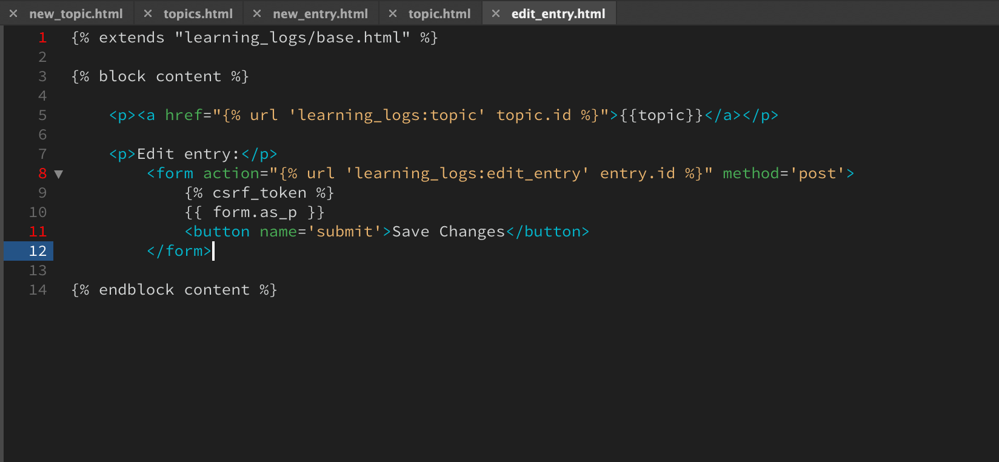 × new_topic.html × topics.html × new_entry.html × topic.html × edit_entry.html
1 {% extends "learning_logs/base.html" %}
2
3 {% block content %}
4
5 <p><a href="{% url 'learning_logs:topic' topic.id %}">{{topic}}</a></p>
6
7 <p>Edit entry:</p>
8 ▼ <form action="{% url 'learning_logs:edit_entry' entry.id %}" method='post'>
9 {% csrf_token %}
10 {{ form.as_p }}
11 <button name='submit'>Save Changes</button>
12 </form>
13
14 {% endblock content %}